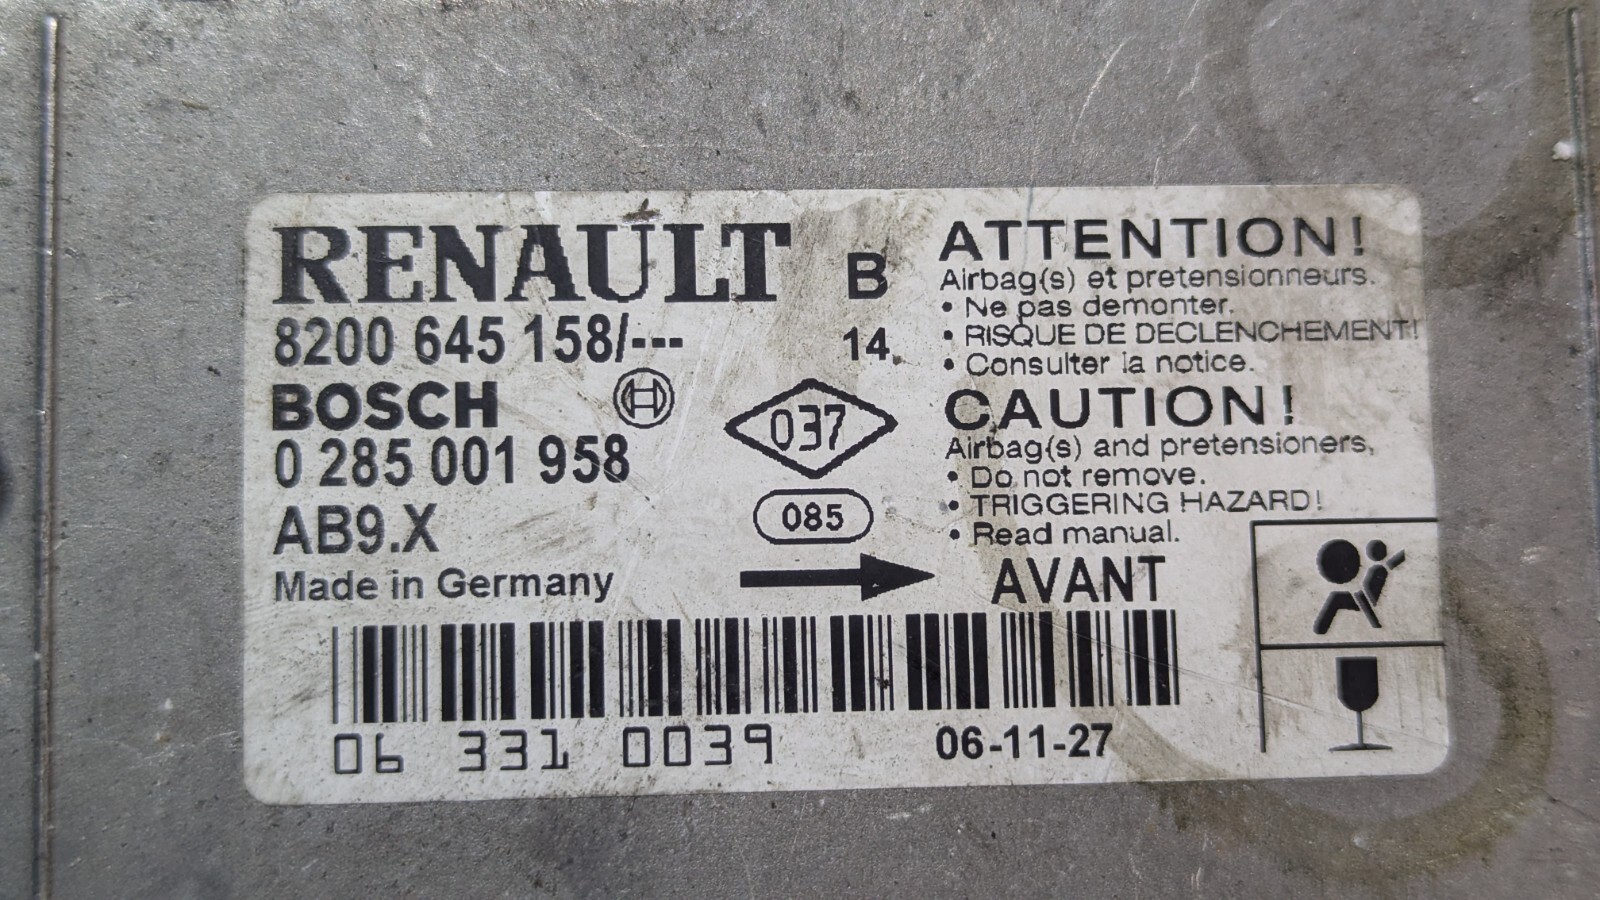 RENAULT B
8200 645 158/--- 14.
BOSCH
0 285 001 958
AB9.X
Made in Germany
037
085
ATTENTION!
Airbag(s) et pretensionneurs.
• Ne pas demonter.
• RISQUE DE DECLENCHEMENT!
• Consulter la notice.
CAUTION!
Airbag(s) and pretensioners,
• Do not remove.
• TRIGGERING HAZARD!
• Read manual.
AVANT
06 331 0039 06-11-27